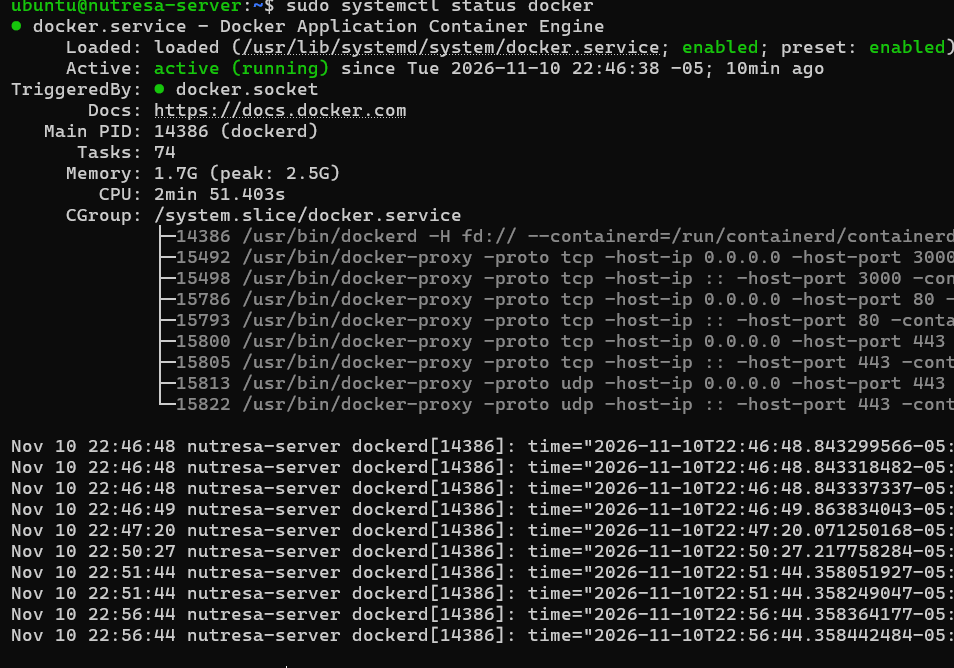 ubuntu@nutresa-server:~$ sudo systemctl status docker
● docker.service - Docker Application Container Engine
     Loaded: loaded (/usr/lib/systemd/system/docker.service; enabled; preset: enabled)
     Active: active (running) since Tue 2026-11-10 22:46:38 -05; 10min ago
TriggeredBy: ● docker.socket
       Docs: https://docs.docker.com
   Main PID: 14386 (dockerd)
      Tasks: 74
     Memory: 1.7G (peak: 2.5G)
        CPU: 2min 51.403s
     CGroup: /system.slice/docker.service
             ├─14386 /usr/bin/dockerd -H fd:// --containerd=/run/containerd/containerd
             ├─15492 /usr/bin/docker-proxy -proto tcp -host-ip 0.0.0.0 -host-port 3000
             ├─15498 /usr/bin/docker-proxy -proto tcp -host-ip :: -host-port 3000 -con
             ├─15786 /usr/bin/docker-proxy -proto tcp -host-ip 0.0.0.0 -host-port 80 -
             ├─15793 /usr/bin/docker-proxy -proto tcp -host-ip :: -host-port 80 -conta
             ├─15800 /usr/bin/docker-proxy -proto tcp -host-ip 0.0.0.0 -host-port 443
             ├─15805 /usr/bin/docker-proxy -proto tcp -host-ip :: -host-port 443 -cont
             ├─15813 /usr/bin/docker-proxy -proto udp -host-ip 0.0.0.0 -host-port 443
             └─15822 /usr/bin/docker-proxy -proto udp -host-ip :: -host-port 443 -cont

Nov 10 22:46:48 nutresa-server dockerd[14386]: time="2026-11-10T22:46:48.843299566-05:
Nov 10 22:46:48 nutresa-server dockerd[14386]: time="2026-11-10T22:46:48.843318482-05:
Nov 10 22:46:48 nutresa-server dockerd[14386]: time="2026-11-10T22:46:48.843337337-05:
Nov 10 22:46:49 nutresa-server dockerd[14386]: time="2026-11-10T22:46:49.863834043-05:
Nov 10 22:47:20 nutresa-server dockerd[14386]: time="2026-11-10T22:47:20.071250168-05:
Nov 10 22:50:27 nutresa-server dockerd[14386]: time="2026-11-10T22:50:27.217758284-05:
Nov 10 22:51:44 nutresa-server dockerd[14386]: time="2026-11-10T22:51:44.358051927-05:
Nov 10 22:51:44 nutresa-server dockerd[14386]: time="2026-11-10T22:51:44.358249047-05:
Nov 10 22:56:44 nutresa-server dockerd[14386]: time="2026-11-10T22:56:44.358364177-05:
Nov 10 22:56:44 nutresa-server dockerd[14386]: time="2026-11-10T22:56:44.358442484-05: